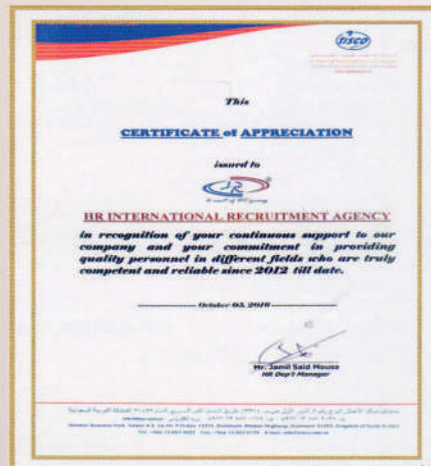 TISCO
This
CERTIFICATE of APPRECIATION
issued to
HR INTERNATIONAL RECRUITMENT AGENCY
in recognition of your continuous support to our
company and your commitment in providing
quality personnel in different fields who are truly
competent and reliable since 2012 till date.
October 05, 2016
Mr. Jamil Said Mousa
HR Dep't Manager